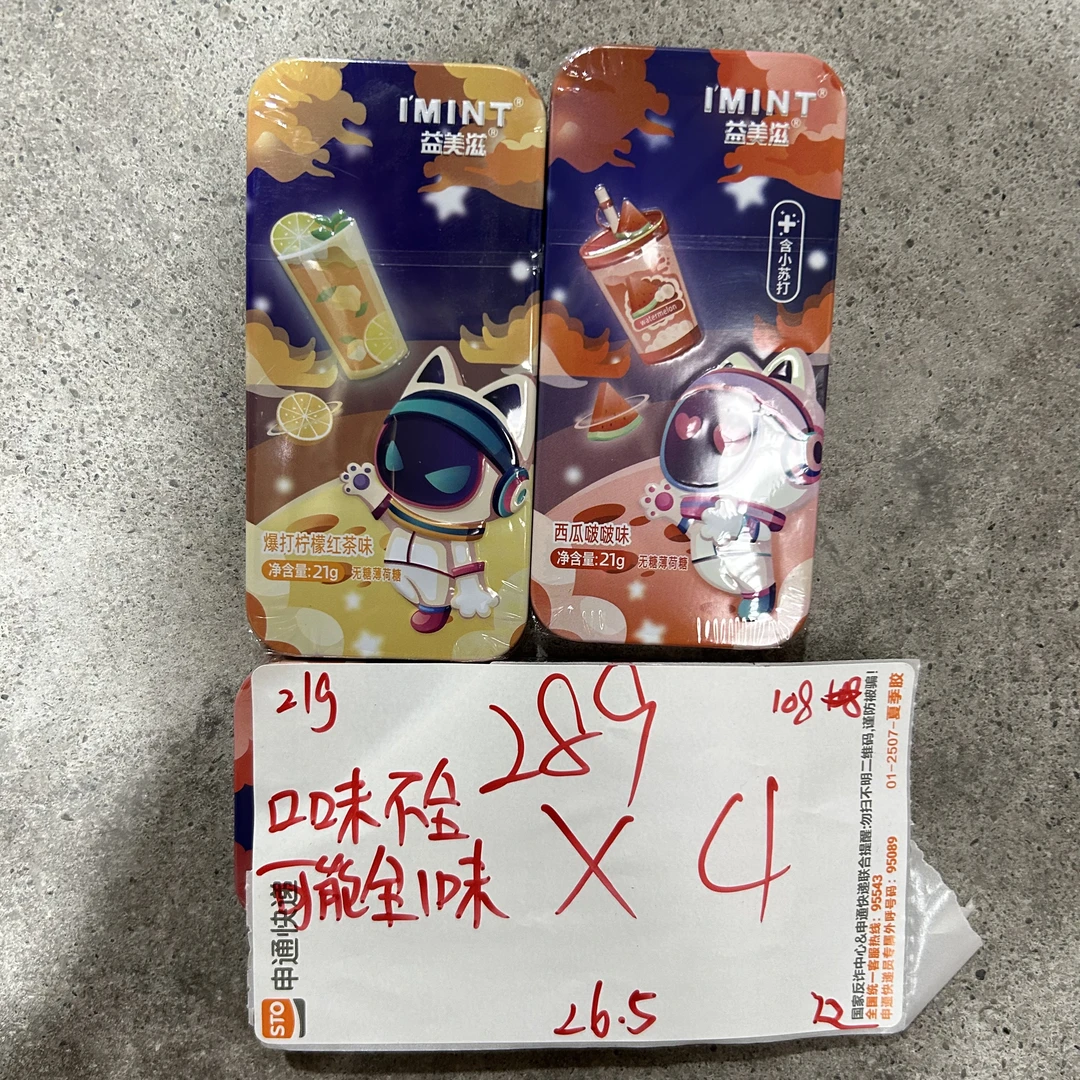 I'MINT®
益美滋®
爆打柠檬红茶味
净含量:21g 无糖薄荷糖
I'MINT®
益美滋®
含小苏打
watermelon
西瓜啵啵味
净含量:21g 无糖薄荷糖
21g
289
108
口味不全
可能全1味
X 4
26.5
STO 申通快递
国家反诈中心&申通快递联合提醒:勿扫不明二维码,谨防被骗!
全国统一客服热线:95543
申通快递员专属外呼号码:95089
01-2507-夏季胶